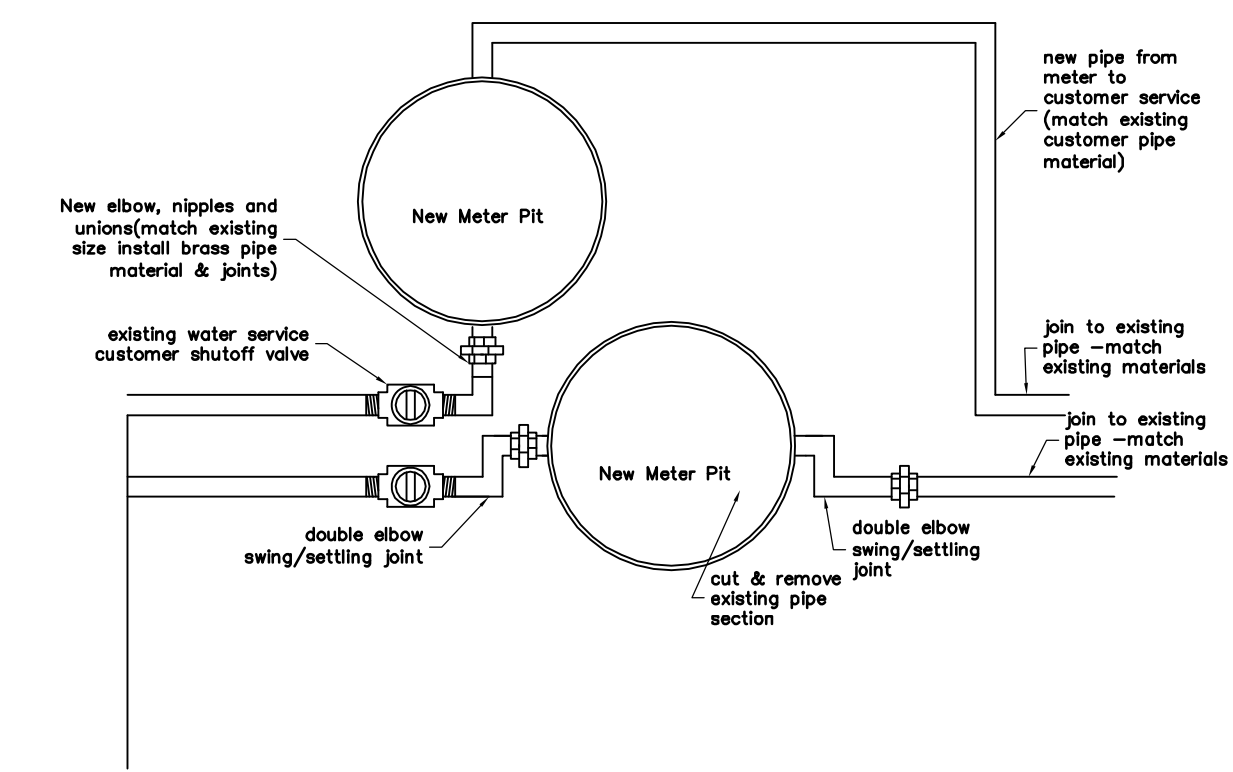 new pipe from
meter to
customer service
(match existing
customer pipe
material)
New elbow, nipples and
unions(match existing
size install brass pipe
material & joints)
New Meter Pit
existing water service
customer shutoff valve
join to existing
pipe –match
existing materials
join to existing
pipe –match
existing materials
New Meter Pit
double elbow
swing/settling joint
double elbow
swing/settling
joint
cut & remove
existing pipe
section